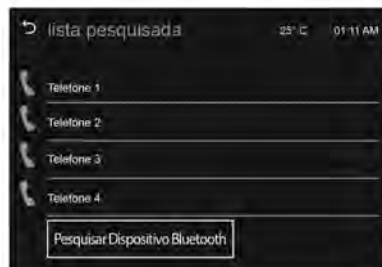 lista pesquisada 25° C 01:11 AM
Telefone 1
Telefone 2
Telefone 3
Telefone 4
Pesquisar Dispositivo Bluetooth